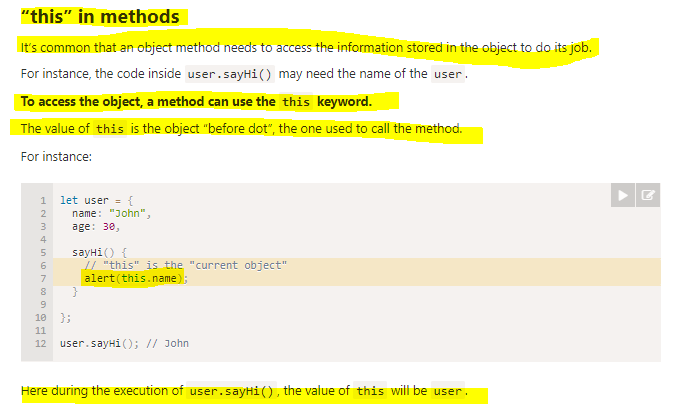 “this” in methods
It’s common that an object method needs to access the information stored in the object to do its job.
For instance, the code inside user.sayHi() may need the name of the user.
To access the object, a method can use the this keyword.
The value of this is the object “before dot”, the one used to call the method.
For instance:
1 let user = {
2   name: "John",
3   age: 30,
4
5   sayHi() {
6     // "this" is the "current object"
7     alert(this.name);
8   }
9
10 };
11
12 user.sayHi(); // John
Here during the execution of user.sayHi(), the value of this will be user.